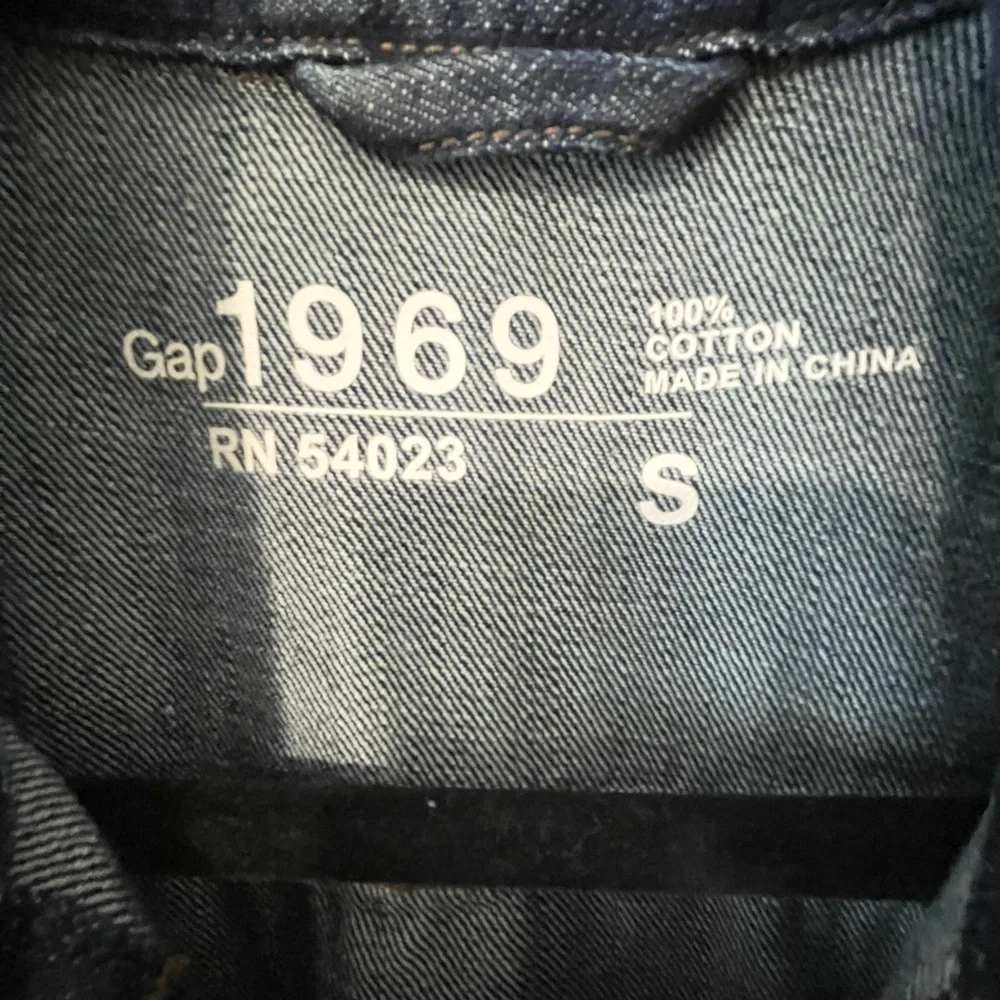 Gap 1969
100%
COTTON
MADE IN CHINA
RN 54023
S